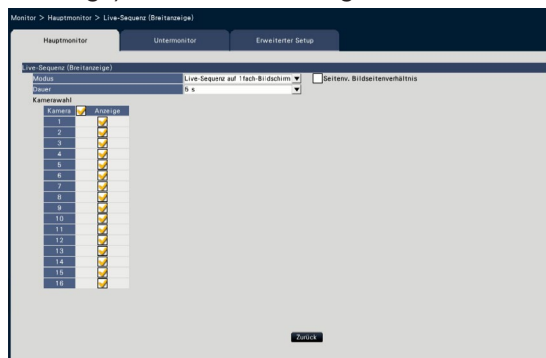 Monitor > Hauptmonitor > Live-Sequenz (Breitanzeige)
Hauptmonitor Untermonitor Erweiterter Setup
Live-Sequenz (Breitanzeige)
Modus Live-Sequenz auf 1fach-Bildschirm Seitenv. Bildseitenverhältnis
Dauer 5 s
Kamerawahl
Kamera Anzeige
1
2
3
4
5
6
7
8
9
10
11
12
13
14
15
16
Zurück